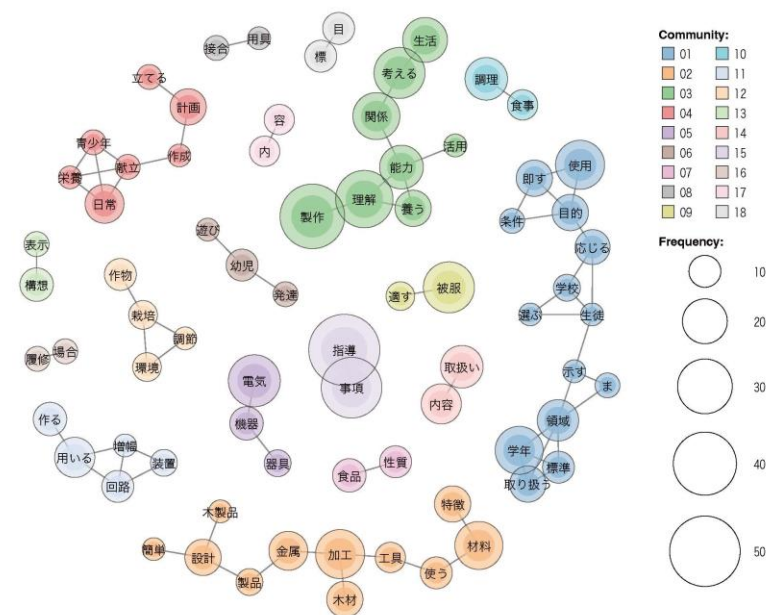 接合
用具
目
標
生活
考える
関係
能力
活用
理解
養う
製作
調理
食事
立てる
計画
青少年
栄養
献立
作成
日常
容
内
使用
即す
条件
目的
応じる
学校
選ぶ
生徒
示す
ま
領域
学年
標準
取り扱う
表示
構想
遊び
幼児
発達
適す
被服
作物
栽培
調節
環境
指導
事項
取扱い
内容
履修
場合
電気
機器
器具
食品
性質
作る
用いる
増幅
装置
回路
木製品
簡単
設計
製品
金属
加工
木材
工具
使う
材料
特徴
Community:
01
02
03
04
05
06
07
08
09
10
11
12
13
14
15
16
17
18
Frequency:
10
20
30
40
50